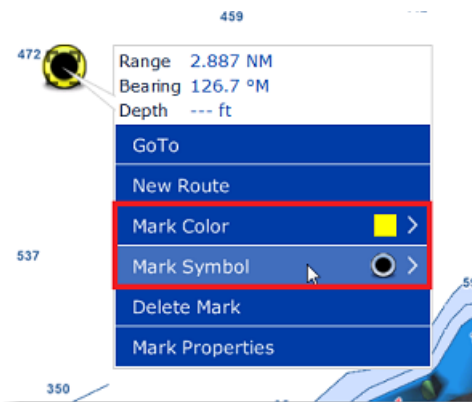 459
472
Range 2.887 NM
Bearing 126.7 °M
Depth --- ft
GoTo
New Route
Mark Color
537
Mark Symbol
Delete Mark
Mark Properties
350